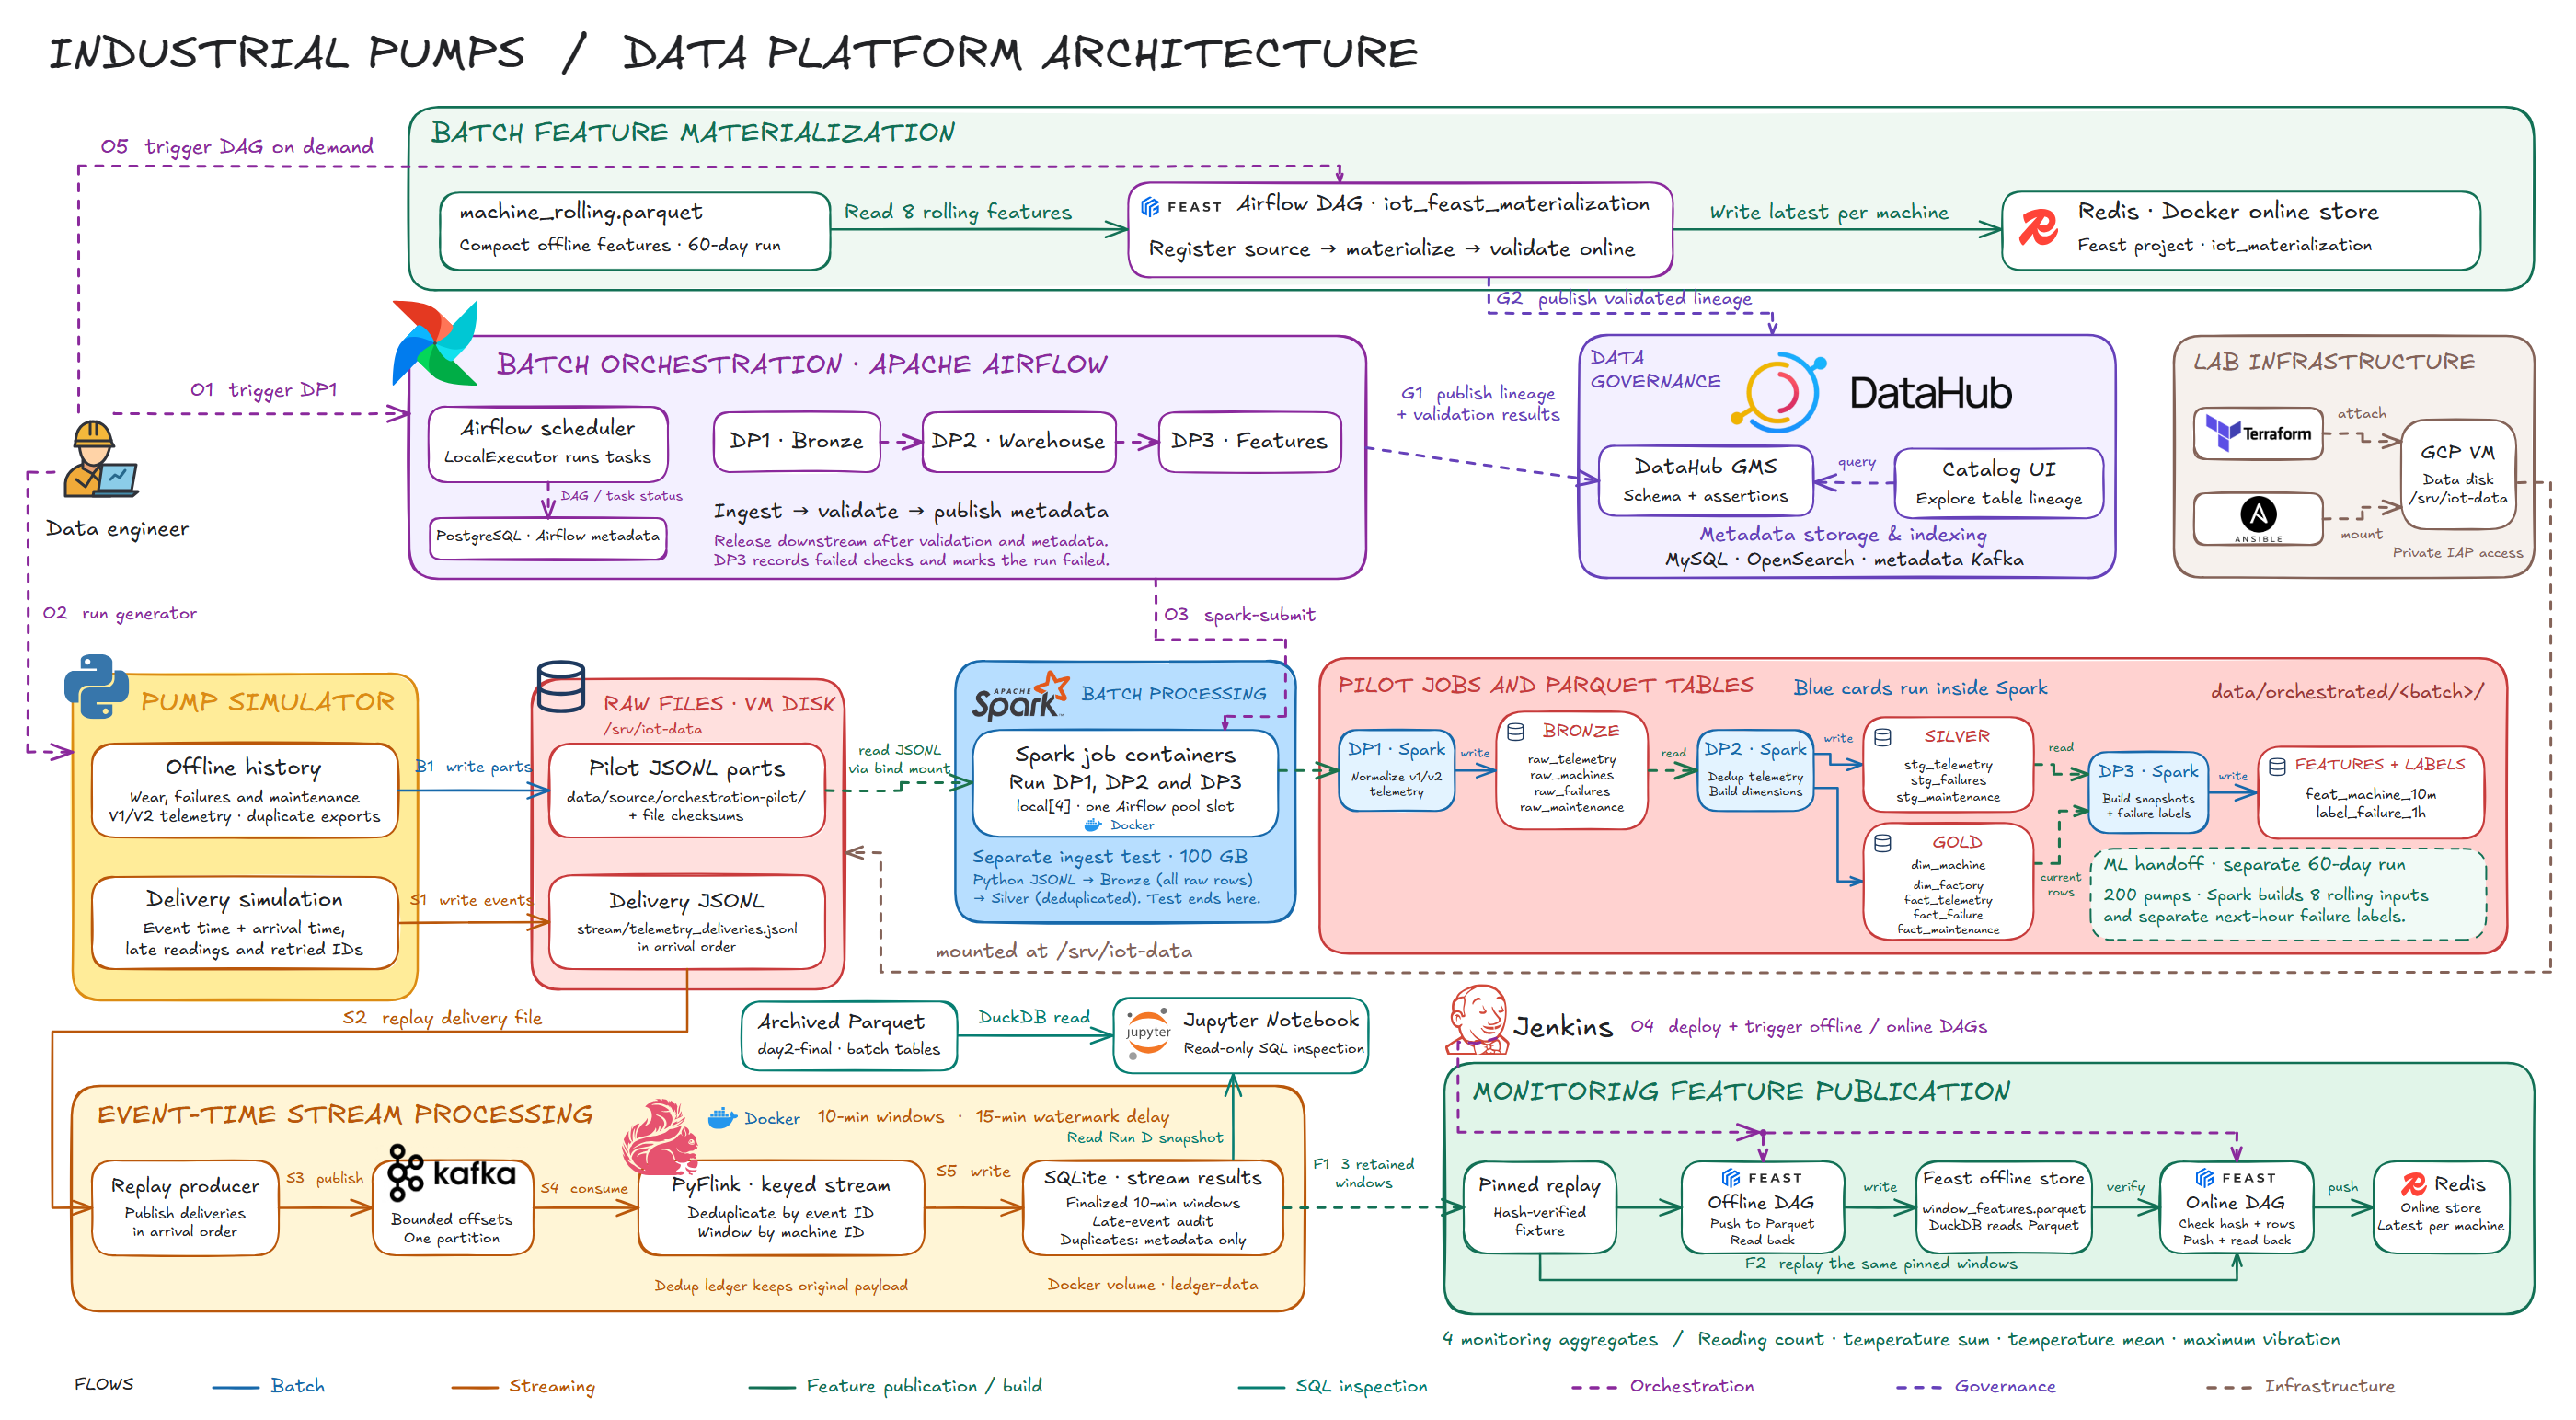 INDUSTRIAL PUMPS / DATA PLATFORM ARCHITECTURE
BATCH FEATURE MATERIALIZATION
O5 trigger DAG on demand
machine_rolling.parquet
Compact offline features · 60-day run
Read 8 rolling features
FEAST Airflow DAG · iot_feast_materialization
Register source → materialize → validate online
Write latest per machine
Redis · Docker online store
Feast project · iot_materialization
G2 publish validated lineage
BATCH ORCHESTRATION · APACHE AIRFLOW
O1 trigger DP1
Airflow scheduler
LocalExecutor runs tasks
DAG / task status
PostgreSQL · Airflow metadata
DP1 · Bronze
DP2 · Warehouse
DP3 · Features
Ingest → validate → publish metadata
Release downstream after validation and metadata.
DP3 records failed checks and marks the run failed.
G1 publish lineage
+ validation results
DATA
GOVERNANCE
DataHub
DataHub GMS
Schema + assertions
query
Catalog UI
Explore table lineage
Metadata storage & indexing
MySQL · OpenSearch · metadata Kafka
LAB INFRASTRUCTURE
Terraform
attach
ANSIBLE
mount
GCP VM
Data disk
/srv/iot-data
Private IAP access
Data engineer
O2 run generator
O3 spark-submit
PUMP SIMULATOR
Offline history
Wear, failures and maintenance
V1/V2 telemetry · duplicate exports
Delivery simulation
Event time + arrival time,
late readings and retried IDs
B1 write parts
S1 write events
RAW FILES · VM DISK
/srv/iot-data
Pilot JSONL parts
data/source/orchestration-pilot/
+ file checksums
Delivery JSONL
stream/telemetry_deliveries.jsonl
in arrival order
read JSONL
via bind mount
APACHE
Spark
BATCH PROCESSING
Spark job containers
Run DP1, DP2 and DP3
local[4] · one Airflow pool slot
Docker
Separate ingest test · 100 GB
Python JSONL → Bronze (all raw rows)
→ Silver (deduplicated). Test ends here.
mounted at /srv/iot-data
PILOT JOBS AND PARQUET TABLES
Blue cards run inside Spark
data/orchestrated/<batch>/
DP1 · Spark
Normalize v1/v2
telemetry
write
BRONZE
raw_telemetry
raw_machines
raw_failures
raw_maintenance
read
DP2 · Spark
Dedup telemetry
Build dimensions
write
SILVER
stg_telemetry
stg_failures
stg_maintenance
GOLD
dim_machine
dim_factory
fact_telemetry
fact_failure
fact_maintenance
read
current
rows
DP3 · Spark
Build snapshots
+ failure labels
write
FEATURES + LABELS
feat_machine_10m
label_failure_1h
ML handoff · separate 60-day run
200 pumps · Spark builds 8 rolling inputs
and separate next-hour failure labels.
S2 replay delivery file
Archived Parquet
day2-final · batch tables
DuckDB read
jupyter
Jupyter Notebook
Read-only SQL inspection
Jenkins
O4 deploy + trigger offline / online DAGs
EVENT-TIME STREAM PROCESSING
Docker
10-min windows · 15-min watermark delay
Read Run D snapshot
Replay producer
Publish deliveries
in arrival order
S3 publish
kafka
Bounded offsets
One partition
S4 consume
PyFlink · keyed stream
Deduplicate by event ID
Window by machine ID
Dedup ledger keeps original payload
S5 write
SQLite · stream results
Finalized 10-min windows
Late-event audit
Duplicates: metadata only
Docker volume · ledger-data
F1 3 retained
windows
MONITORING FEATURE PUBLICATION
Pinned replay
Hash-verified
fixture
FEAST
Offline DAG
Push to Parquet
Read back
write
Feast offline store
window_features.parquet
DuckDB reads Parquet
verify
FEAST
Online DAG
Check hash + rows
Push + read back
push
Redis
Online store
Latest per machine
F2 replay the same pinned windows
4 monitoring aggregates / Reading count · temperature sum · temperature mean · maximum vibration
FLOWS
Batch
Streaming
Feature publication / build
SQL inspection
Orchestration
Governance
Infrastructure